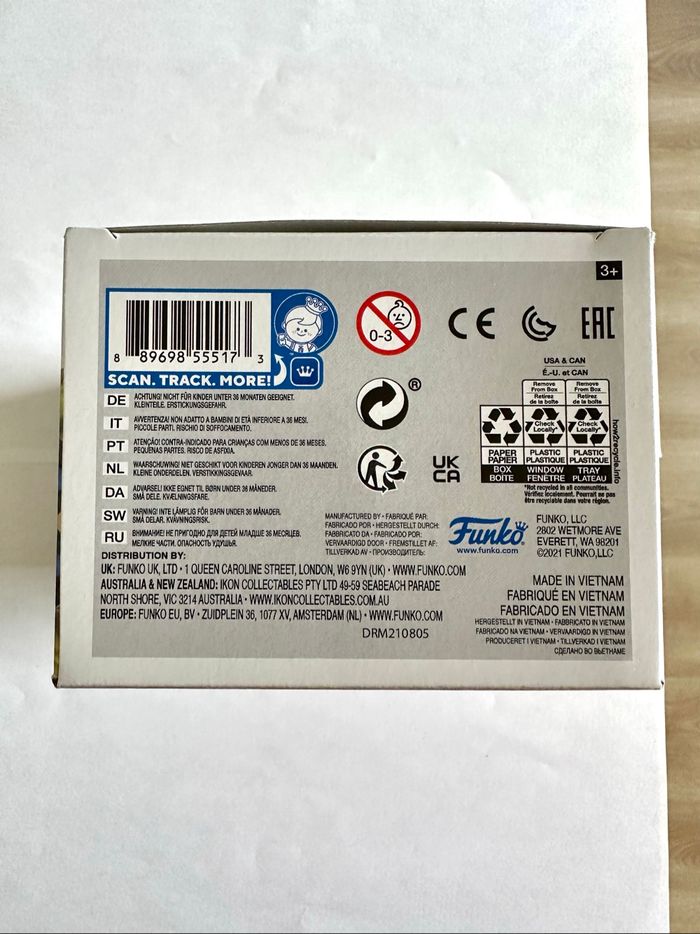 3+
8 89698 55517 3
SCAN. TRACK. MORE!
0-3
CE
EAC
®
UK
CA
USA & CAN
É.-U. et CAN
Remove From Box
Retirez de la boîte
Remove From Box
Retirez de la boîte
Check Locally*
Check Locally*
PAPER PAPIER
PLASTIC PLASTIQUE
PLASTIC PLASTIQUE
BOX BOÎTE
WINDOW FENÊTRE
TRAY PLATEAU
how2recycle.info
*Not recycled in all communities.
Vérifiez localement. Pourrait ne pas
être recyclable dans votre région.
DE ACHTUNG! NICHT FÜR KINDER UNTER 36 MONATEN GEEIGNET.
KLEINTEILE. ERSTICKUNGSGEFAHR.
IT AVVERTENZA! NON ADATTO A BAMBINI DI ETÀ INFERIORE A 36 MESI.
PICCOLE PARTI. RISCHIO DI SOFFOCAMENTO.
PT ATENÇÃO! CONTRA-INDICADO PARA CRIANÇAS COM MENOS DE 36 MESES.
PEQUENAS PARTES. RISCO DE ASFIXIA.
NL WAARSCHUWING! NIET GESCHIKT VOOR KINDEREN JONGER DAN 36 MAANDEN.
KLEINE ONDERDELEN. VERSTIKKINGSGEVAAR.
DA ADVARSEL! IKKE EGNET TIL BØRN UNDER 36 MÅNEDER.
SMÅ DELE. KVÆLNINGSFARE.
SW VARNING! INTE LÄMPLIG FÖR BARN UNDER 36 MÅNADER.
SMÅ DELAR. KVÄVNINGSRISK.
RU ВНИМАНИЕ! НЕ ПРИГОДНО ДЛЯ ДЕТЕЙ МЛАДШЕ 36 МЕСЯЦЕВ.
МЕЛКИЕ ЧАСТИ. ОПАСНОСТЬ УДУШЬЯ.
MANUFACTURED BY • FABRIQUÉ PAR:
FABRICADO POR • HERGESTELLT DURCH:
FABBRICATO DA • FABRICADO POR:
VERVAARDIGD DOOR • FREMSTILLET AF:
TILLVERKAD AV • ПРОИЗВОДИТЕЛЬ:
Funko
www.funko.com
FUNKO, LLC
2802 WETMORE AVE
EVERETT, WA 98201
©2021 FUNKO,LLC
DISTRIBUTION BY:
UK: FUNKO UK, LTD • 1 QUEEN CAROLINE STREET, LONDON, W6 9YN (UK) • WWW.FUNKO.COM
AUSTRALIA & NEW ZEALAND: IKON COLLECTABLES PTY LTD 49-59 SEABEACH PARADE
NORTH SHORE, VIC 3214 AUSTRALIA • WWW.IKONCOLLECTABLES.COM.AU
EUROPE: FUNKO EU, BV • ZUIDPLEIN 36, 1077 XV, AMSTERDAM (NL) • WWW.FUNKO.COM
DRM210805
MADE IN VIETNAM
FABRIQUÉ EN VIETNAM
FABRICADO EN VIETNAM
HERGESTELLT IN VIETNAM • FABBRICATO IN VIETNAM
FABRICADO NA VIETNAM • VERVAARDIGD IN VIETNAM
PRODUCERET I VIETNAM • TILLVERKAD I VIETNAM
СДЕЛАНО ВО ВЬЕТНАМЕ